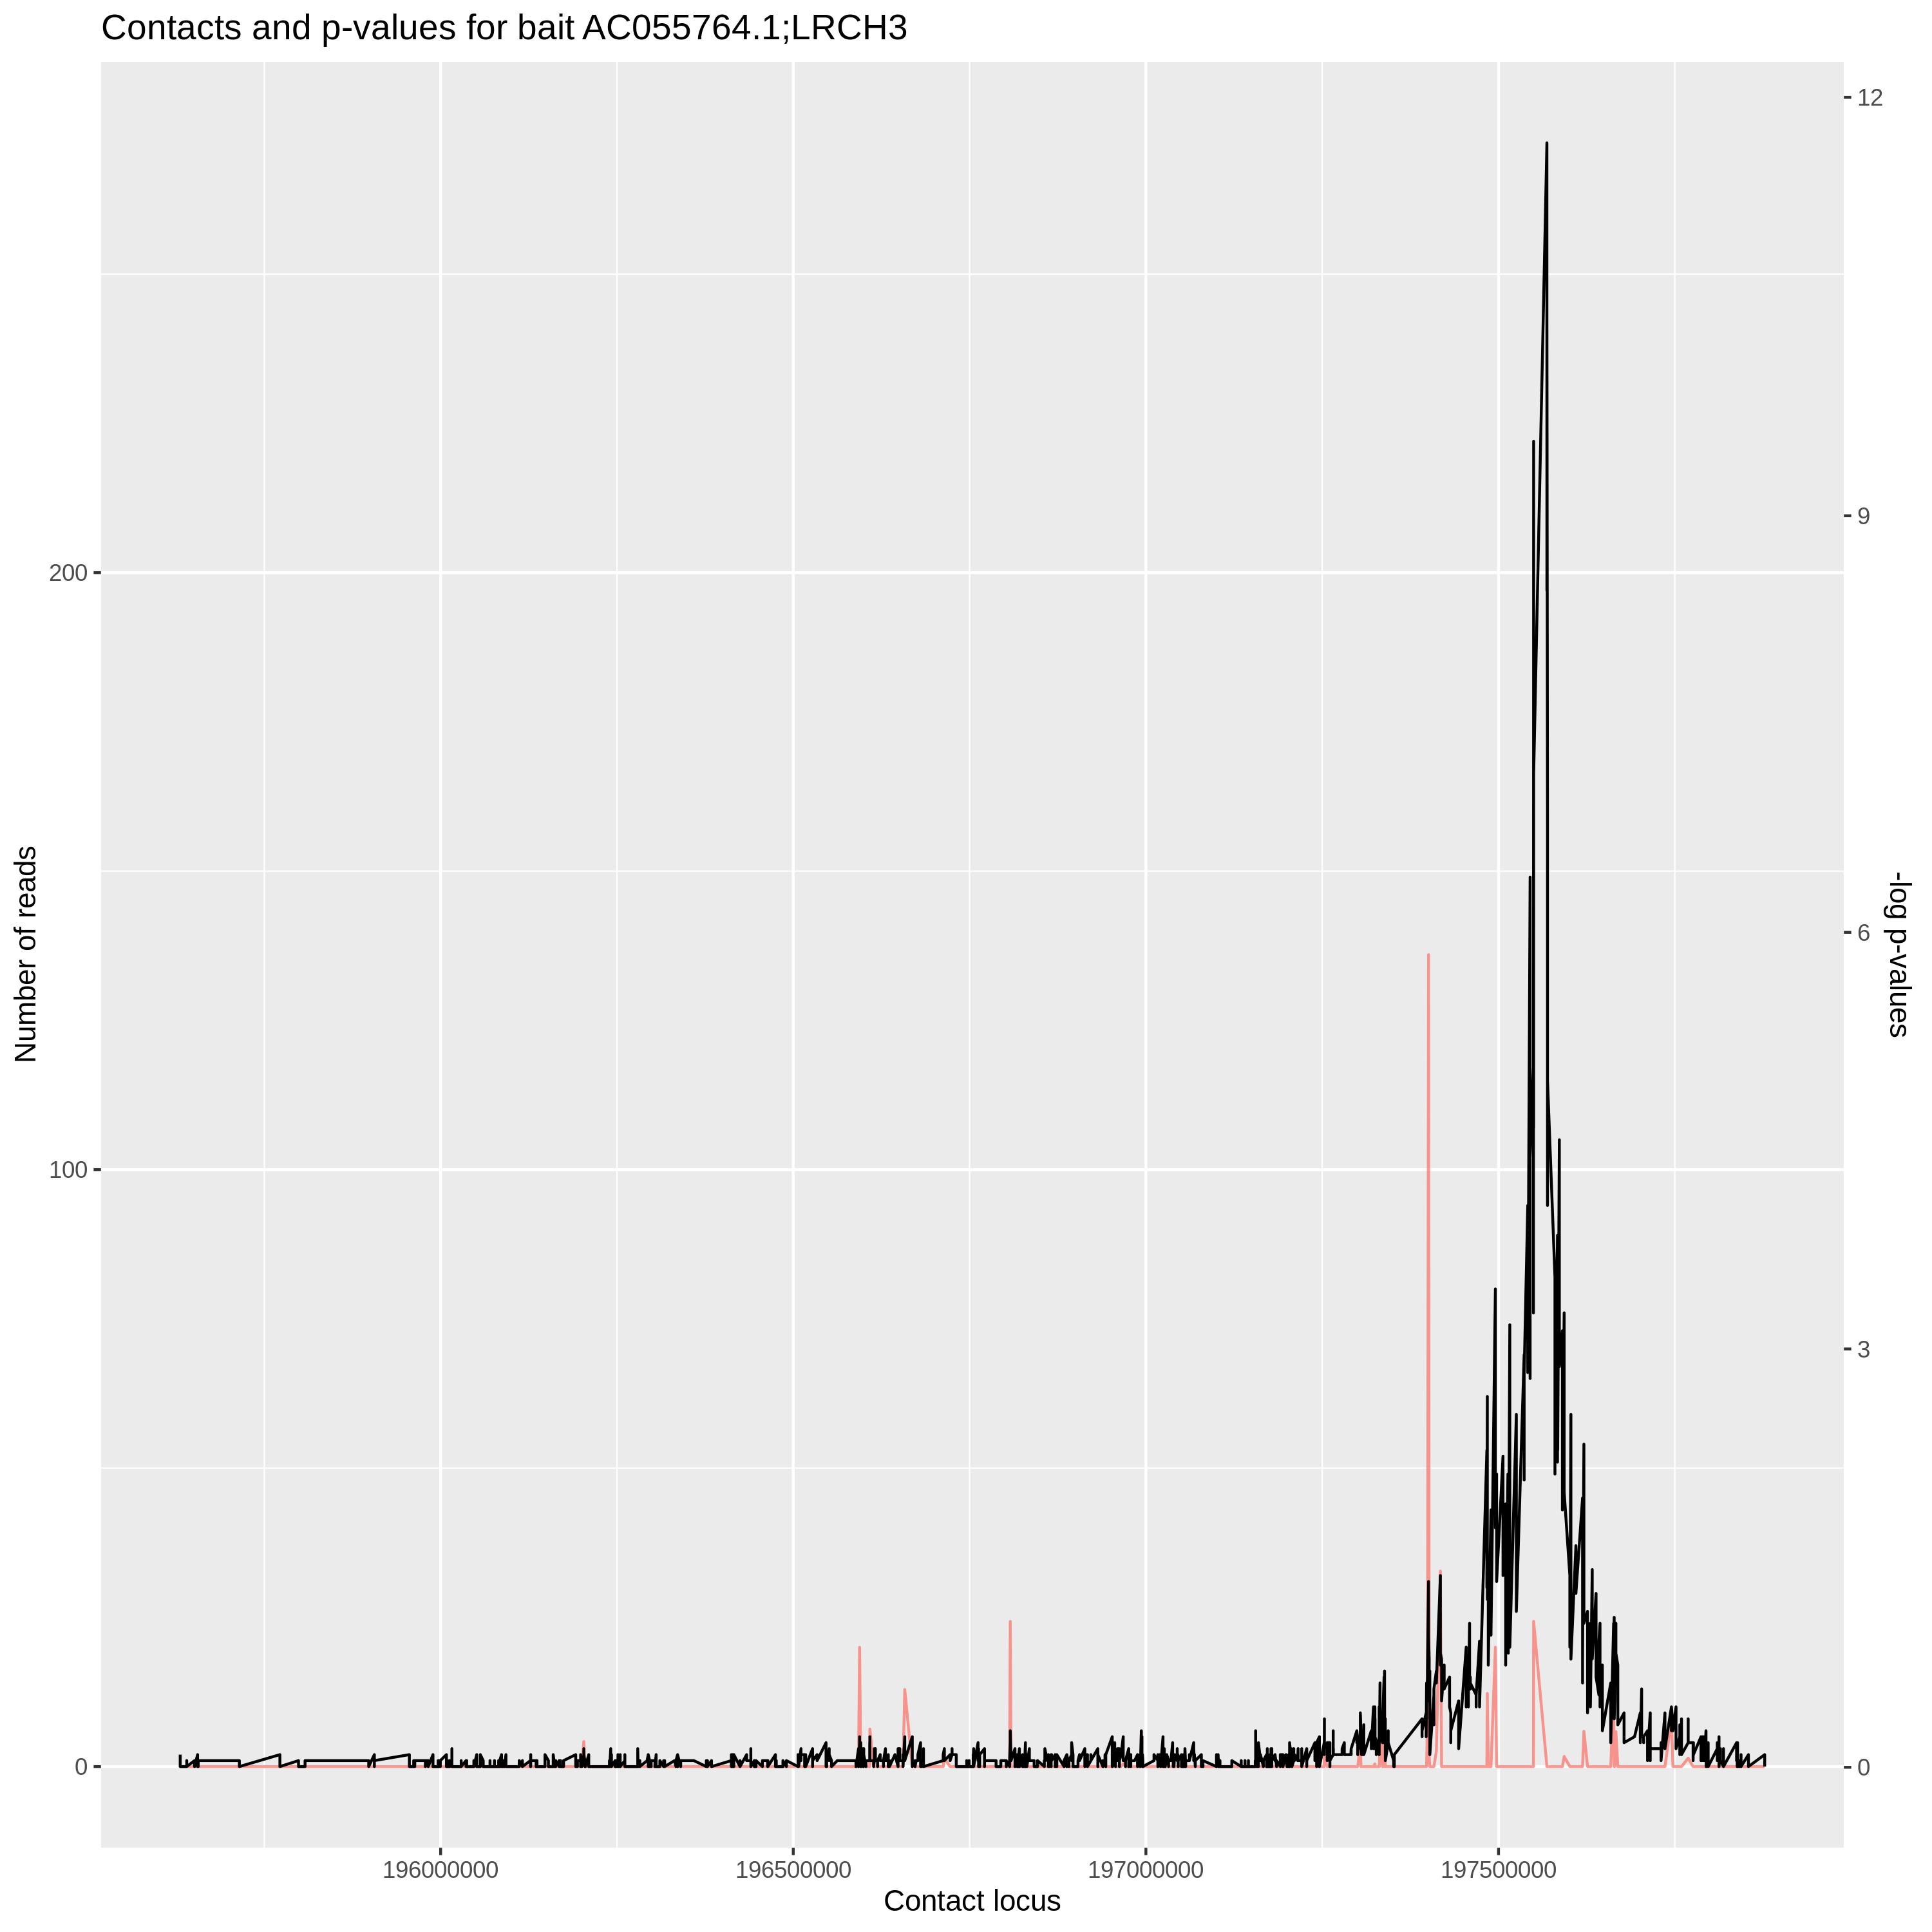 Contacts and p-values for bait AC055764.1;LRCH3
12
9
200
6
Number of reads
-log p-values
100
3
0
0
196000000 196500000 197000000 197500000
Contact locus